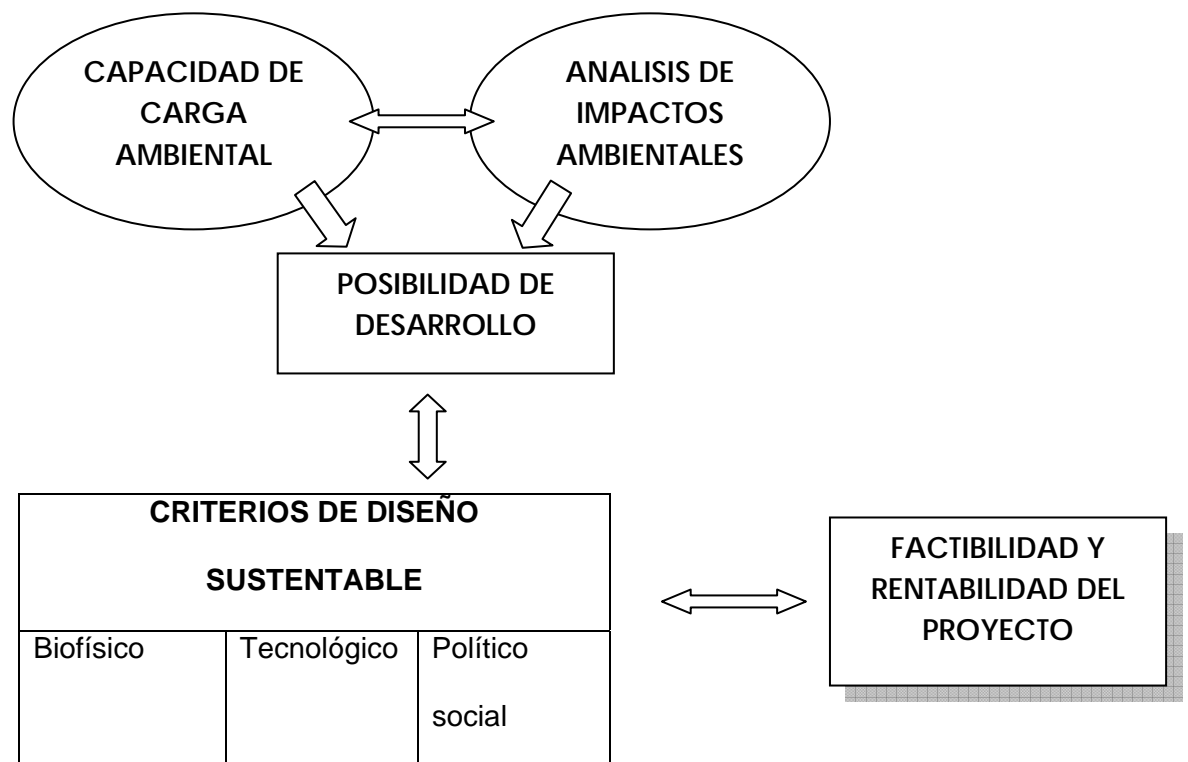 CAPACIDAD DE
CARGA
AMBIENTAL
ANALISIS DE
IMPACTOS
AMBIENTALES
POSIBILIDAD DE
DESARROLLO
CRITERIOS DE DISEÑO
SUSTENTABLE
Biofísico
Tecnológico
Político
social
FACTIBILIDAD Y
RENTABILIDAD DEL
PROYECTO